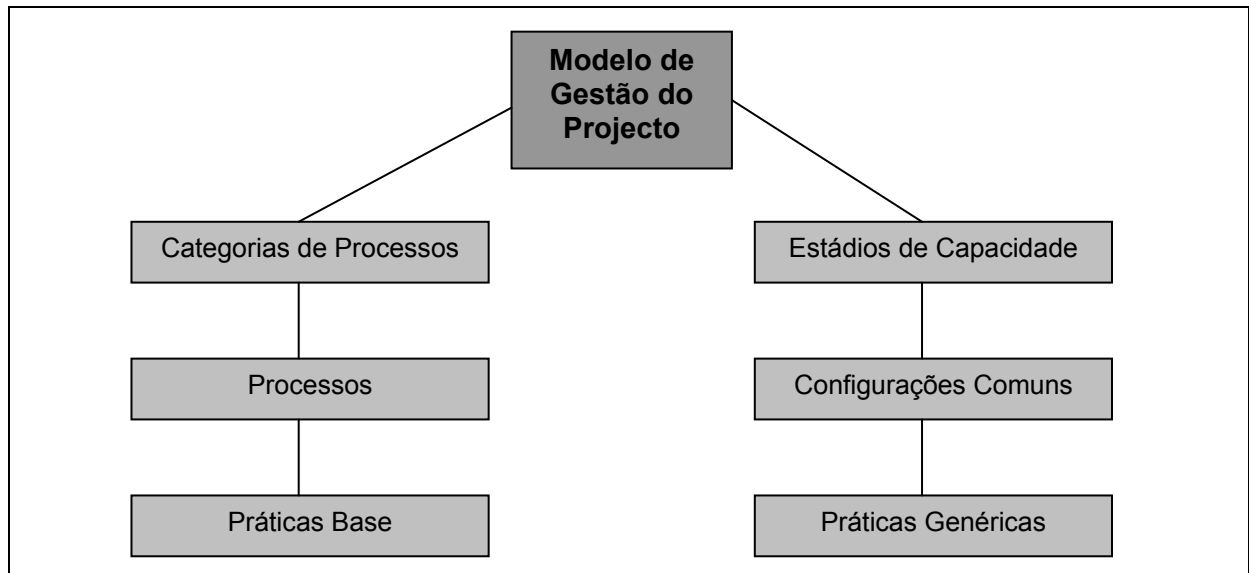 Modelo de
Gestão do
Projecto
Categorias de Processos
Estádios de Capacidade
Processos
Configurações Comuns
Práticas Base
Práticas Genéricas